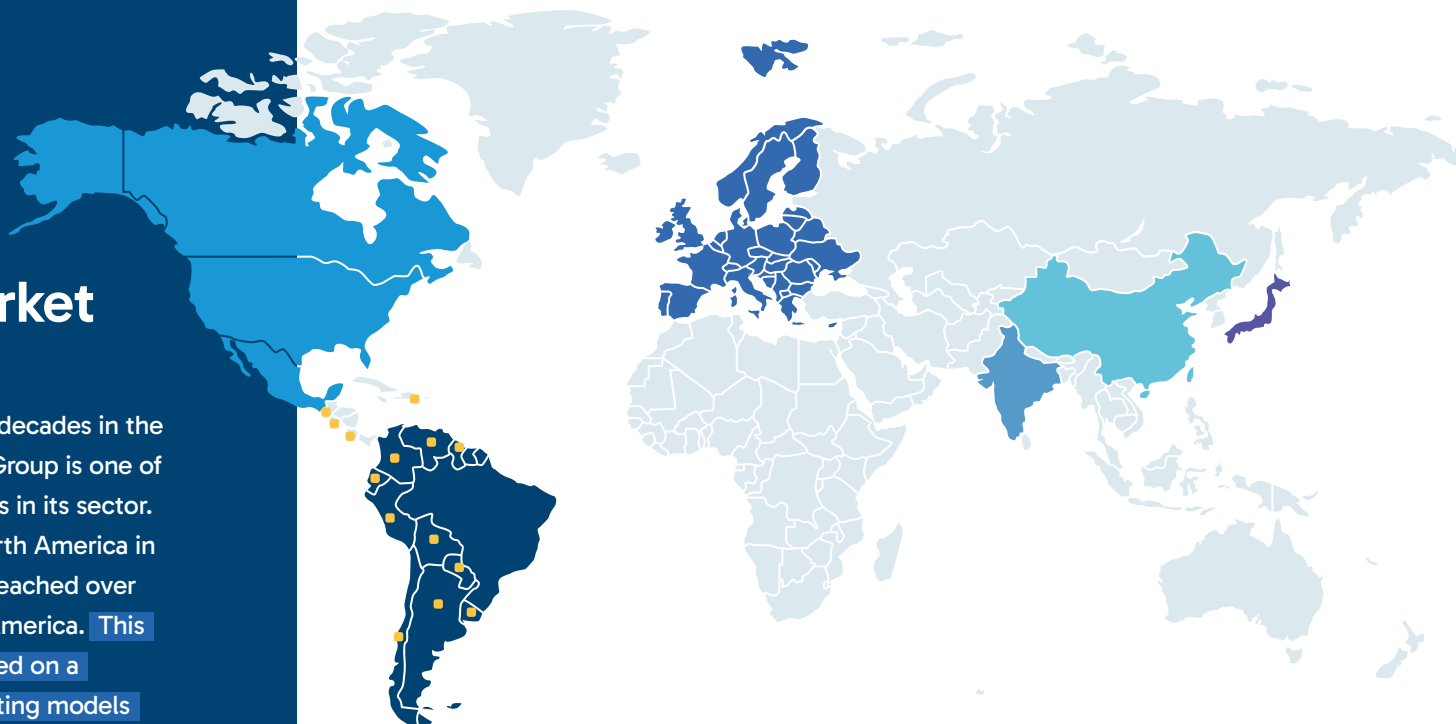 rket
decades in the
Group is one of
s in its sector.
rth America in
eached over
merica. This
ed on a
ting models